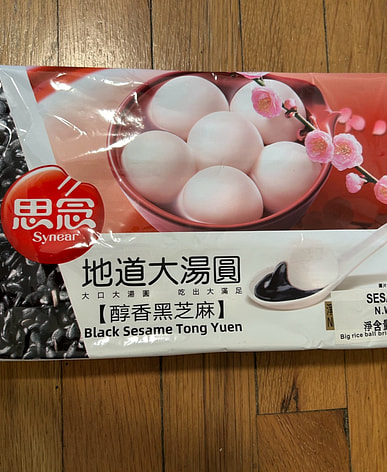 思念
Synear
地道大湯圓
大口大湯圓 吃出大滿足
【醇香黑芝麻】
Black Sesame Tong Yuen
SES
N.W
淨含量
Big rice ball bri